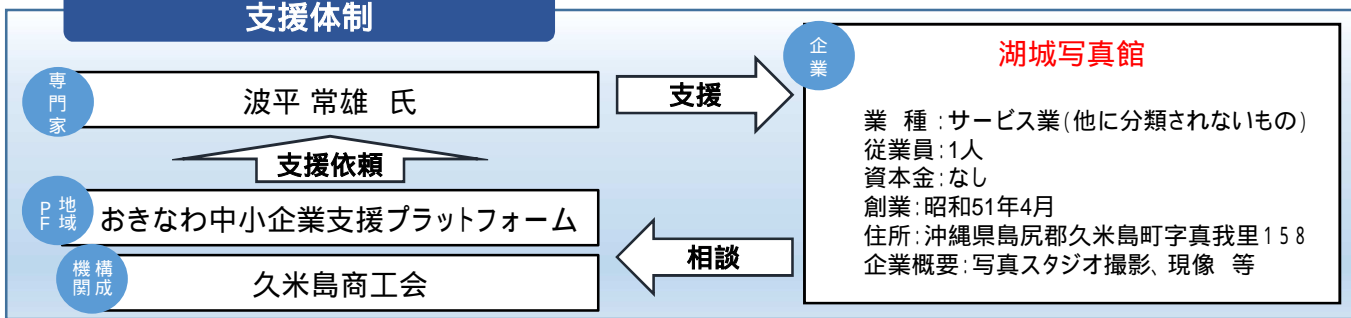 支援体制
専門家
波平 常雄 氏
支援依頼
地域PF
おきなわ中小企業支援プラットフォーム
構成機関
久米島商工会
支援
相談
企業
湖城写真館
業 種:サービス業(他に分類されないもの)
従業員:1人
資本金:なし
創業:昭和51年4月
住所:沖縄県島尻郡久米島町字真我里158
企業概要:写真スタジオ撮影、現像 等